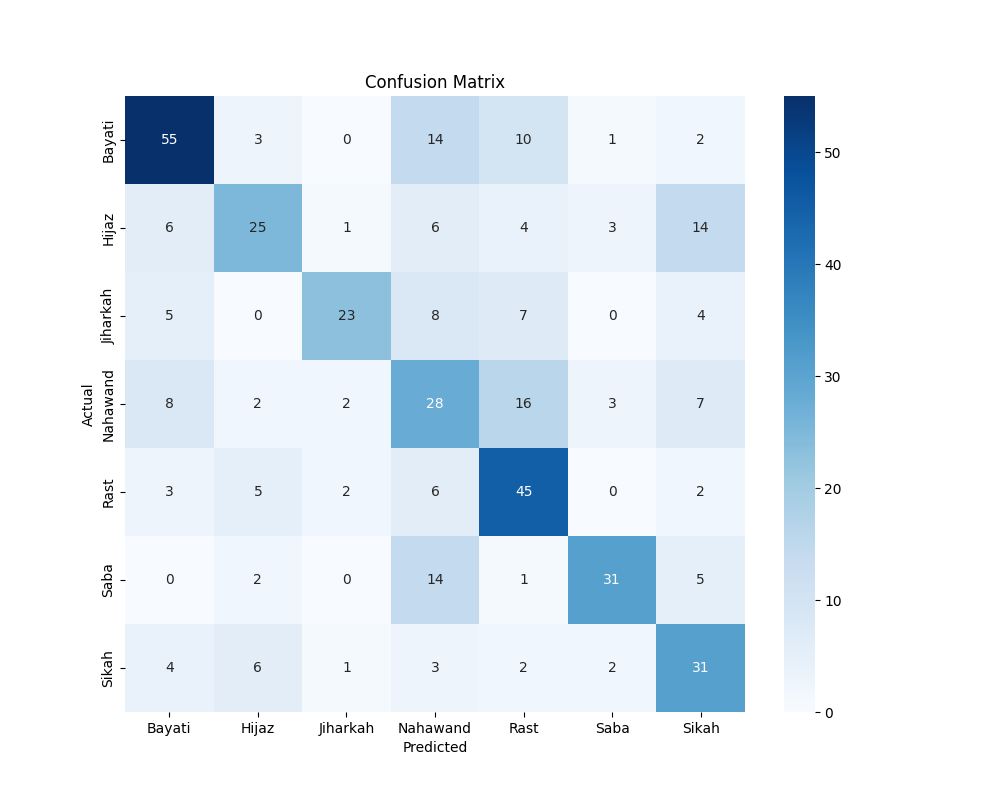 Confusion Matrix
Actual
Bayati 55 3 0 14 10 1 2
Hijaz 6 25 1 6 4 3 14
Jiharkah 5 0 23 8 7 0 4
Nahawand 8 2 2 28 16 3 7
Rast 3 5 2 6 45 0 2
Saba 0 2 0 14 1 31 5
Sikah 4 6 1 3 2 2 31
Bayati Hijaz Jiharkah Nahawand Rast Saba Sikah
Predicted
50
40
30
20
10
0